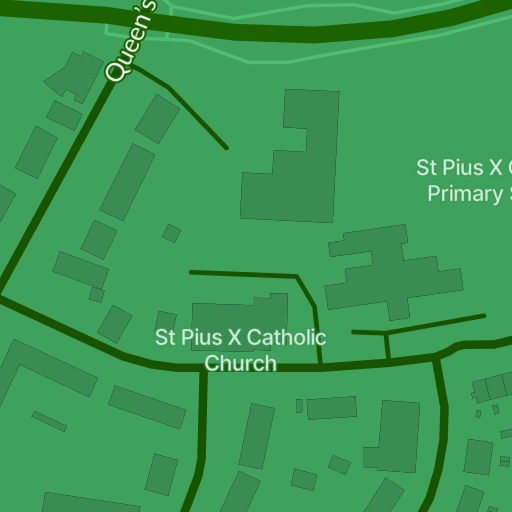 Queen's
St Pius X C
Primary S
St Pius X Catholic
Church